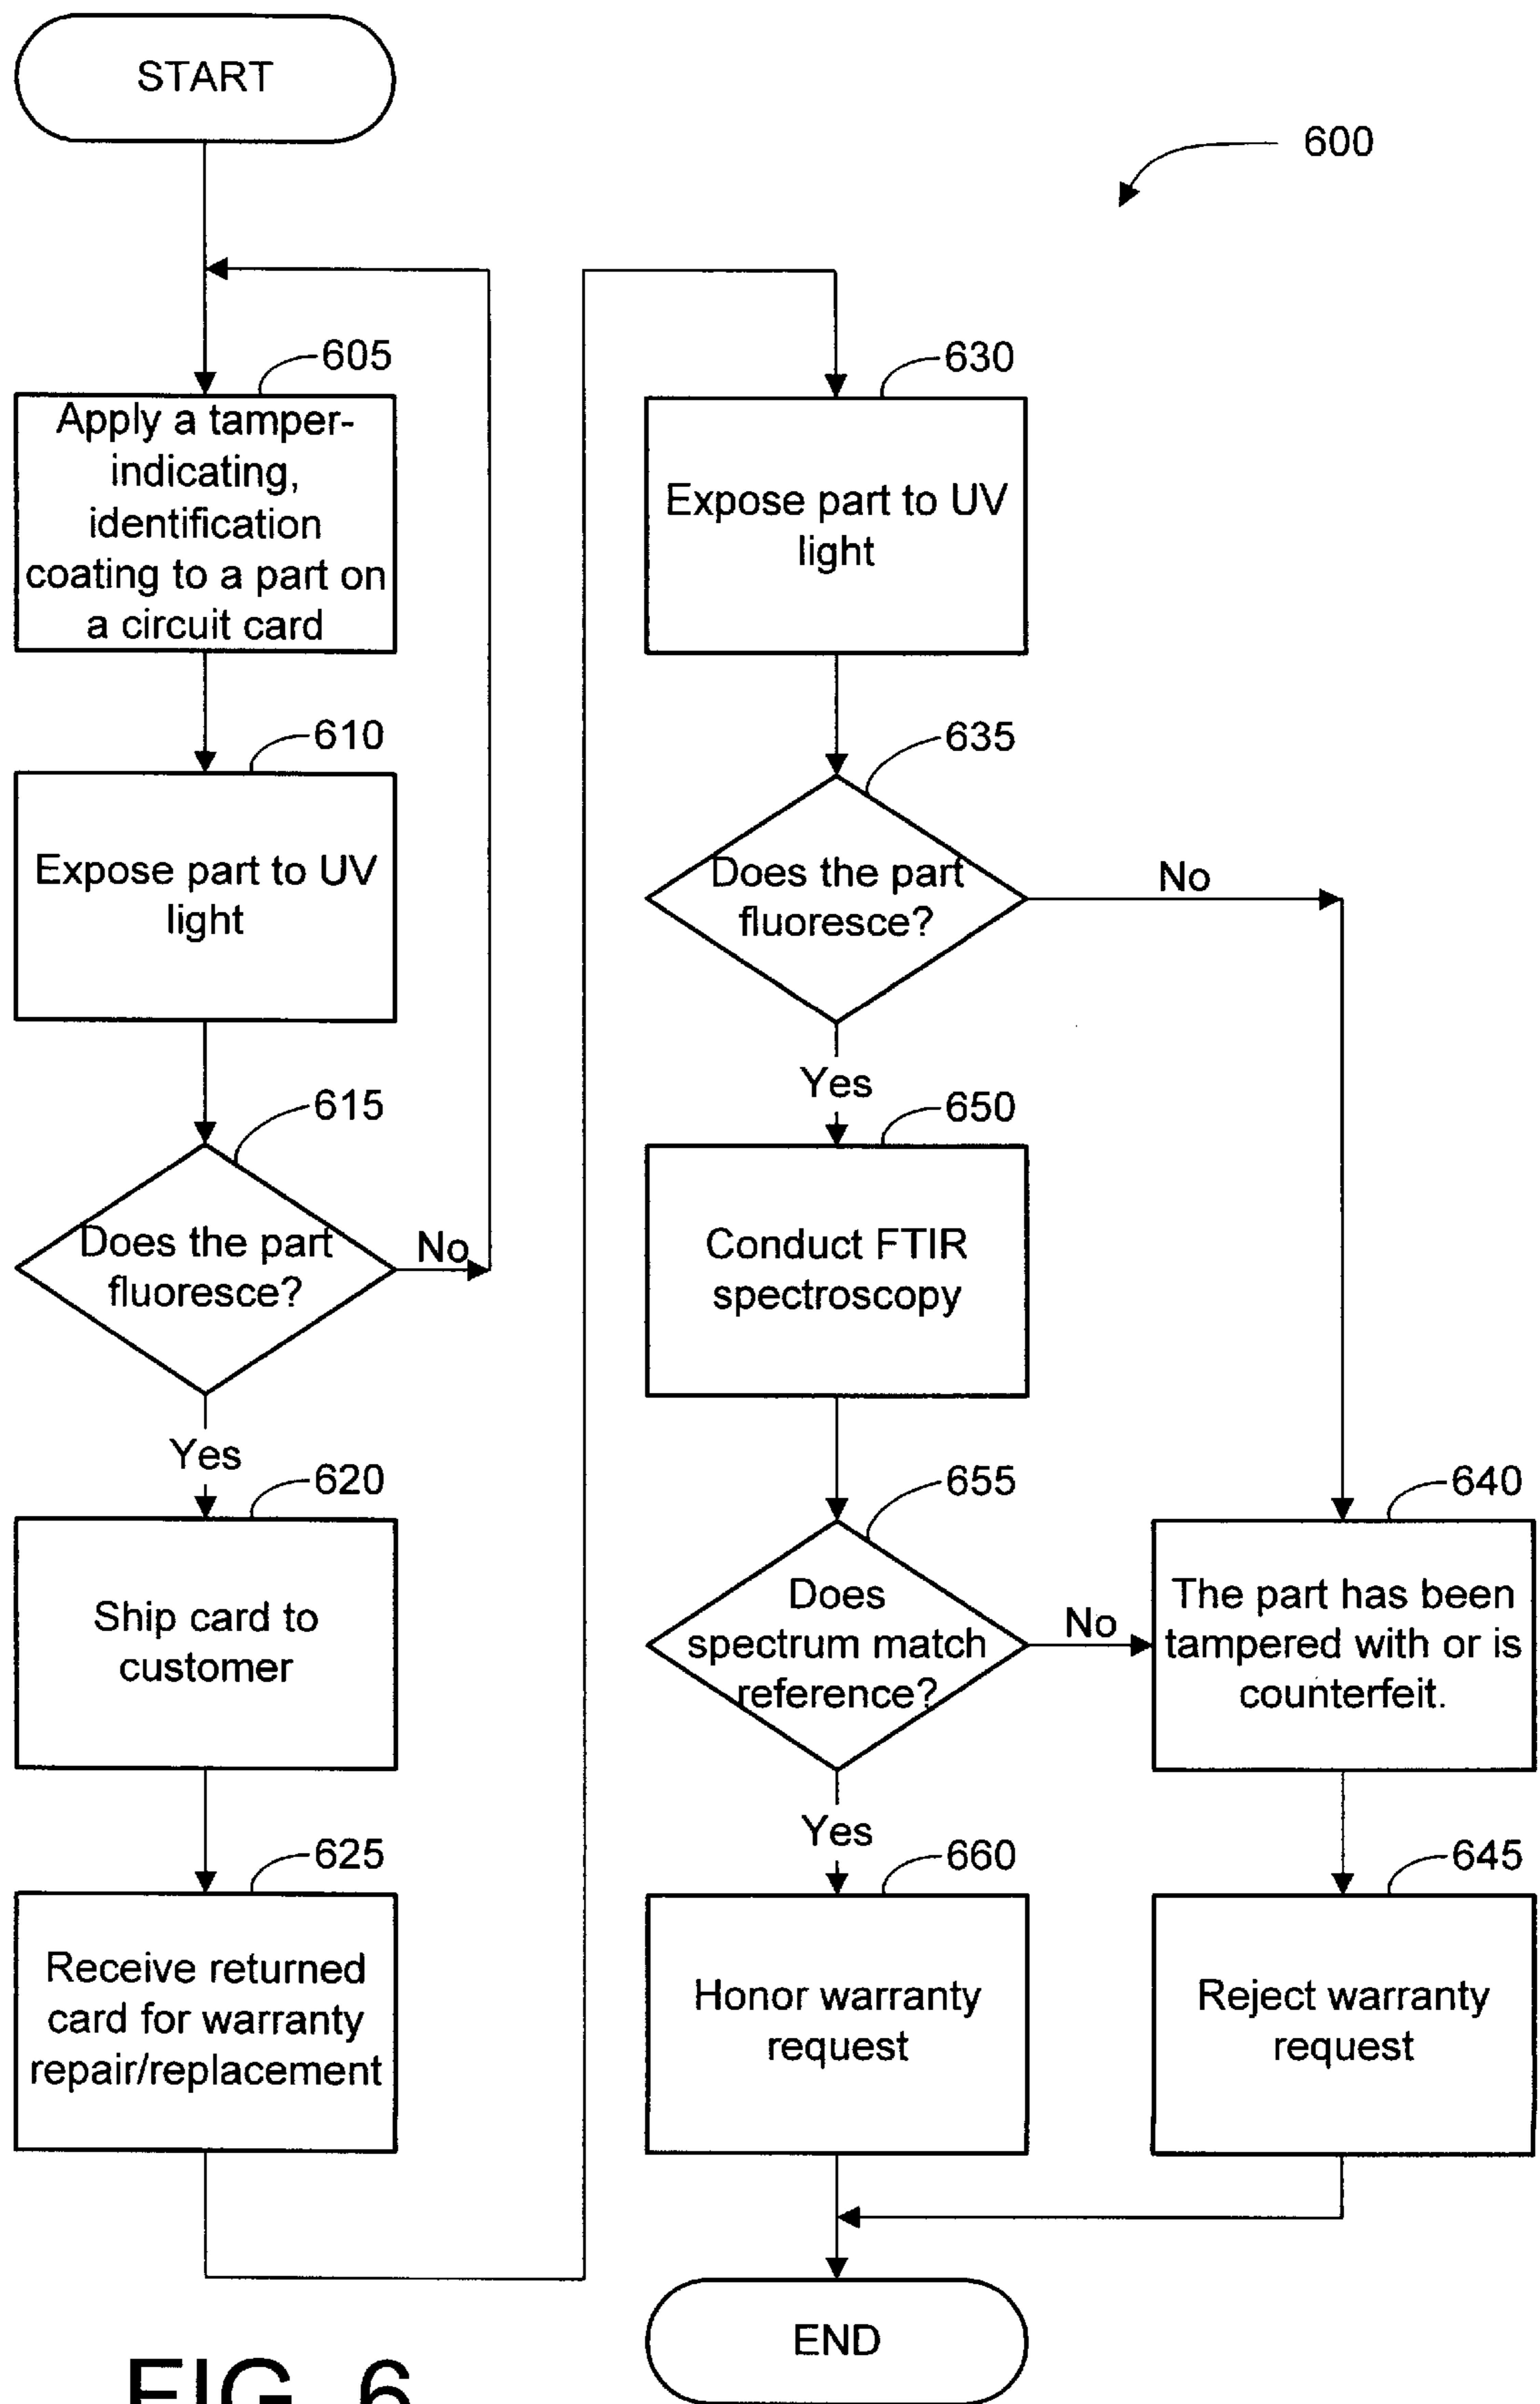 START
600
605
Apply a tamper-
indicating,
identification
coating to a part on
a circuit card
610
Expose part to UV
light
615
Does the part
fluoresce?
No
Yes
620
Ship card to
customer
625
Receive returned
card for warranty
repair/replacement
630
Expose part to UV
light
635
Does the part
fluoresce?
No
Yes
650
Conduct FTIR
spectroscopy
655
Does
spectrum match
reference?
No
Yes
640
The part has been
tampered with or is
counterfeit.
645
Reject warranty
request
660
Honor warranty
request
END
FIG. 6